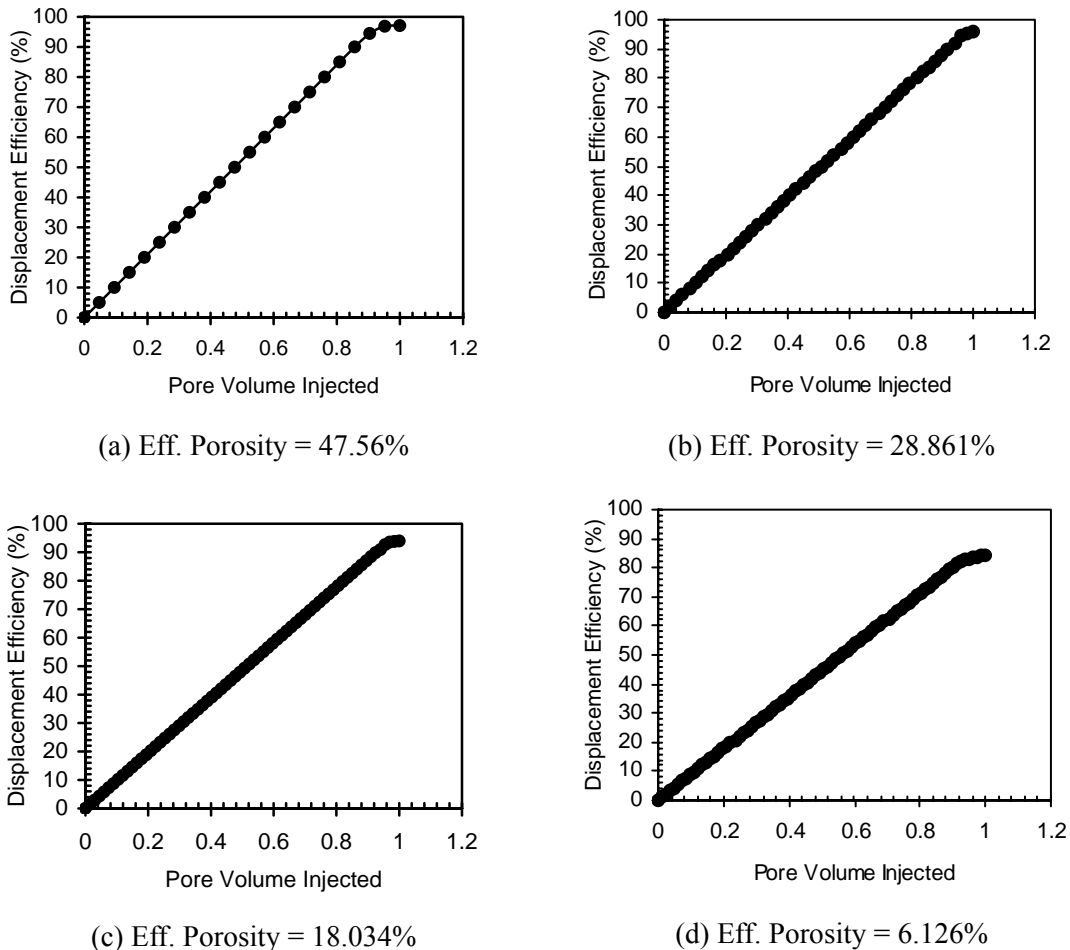 100
90
80
70
60
50
40
30
20
10
0
Displacement Efficiency (%)
0 0.2 0.4 0.6 0.8 1 1.2
Pore Volume Injected
(a) Eff. Porosity = 47.56%
100
90
80
70
60
50
40
30
20
10
0
Displacement Efficiency (%)
0 0.2 0.4 0.6 0.8 1 1.2
Pore Volume Injected
(b) Eff. Porosity = 28.861%
100
90
80
70
60
50
40
30
20
10
0
Displacement Efficiency (%)
0 0.2 0.4 0.6 0.8 1 1.2
Pore Volume Injected
(c) Eff. Porosity = 18.034%
100
90
80
70
60
50
40
30
20
10
0
Displacement Efficiency (%)
0 0.2 0.4 0.6 0.8 1 1.2
Pore Volume Injected
(d) Eff. Porosity = 6.126%